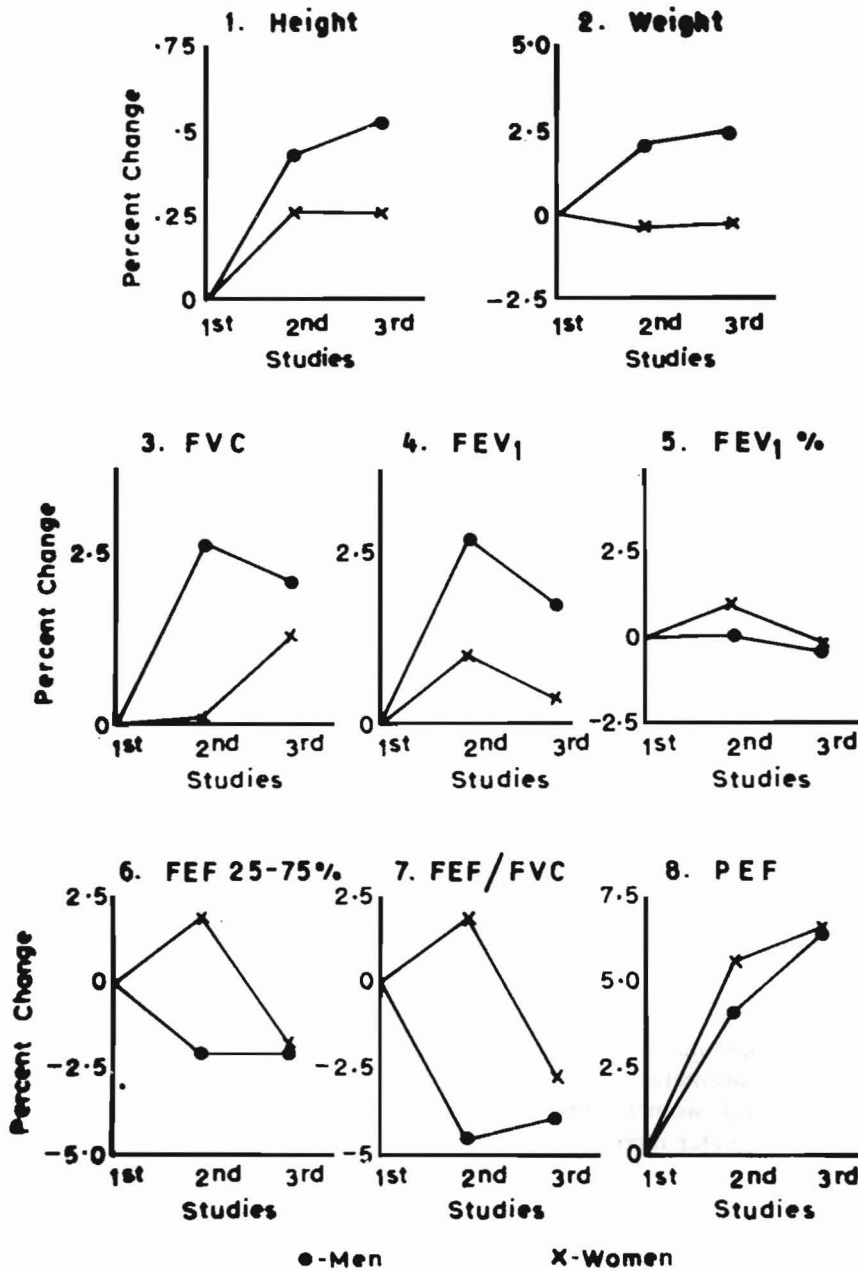 1. Height
Percent Change
·75
·5
·25
0
1st 2nd 3rd
Studies
2. Weight
5·0
2·5
0
−2·5
1st 2nd 3rd
Studies
3. FVC
Percent Change
2·5
0
1st 2nd 3rd
Studies
4. FEV1
2·5
0
1st 2nd 3rd
Studies
5. FEV1 %
2·5
0
−2·5
1st 2nd 3rd
Studies
6. FEF 25-75%
Percent Change
2·5
0
−2·5
−5·0
1st 2nd 3rd
Studies
7. FEF/FVC
2·5
0
−2·5
−5
1st 2nd 3rd
Studies
8. PEF
7·5
5·0
2·5
0
1st 2nd 3rd
Studies
●-Men X-Women